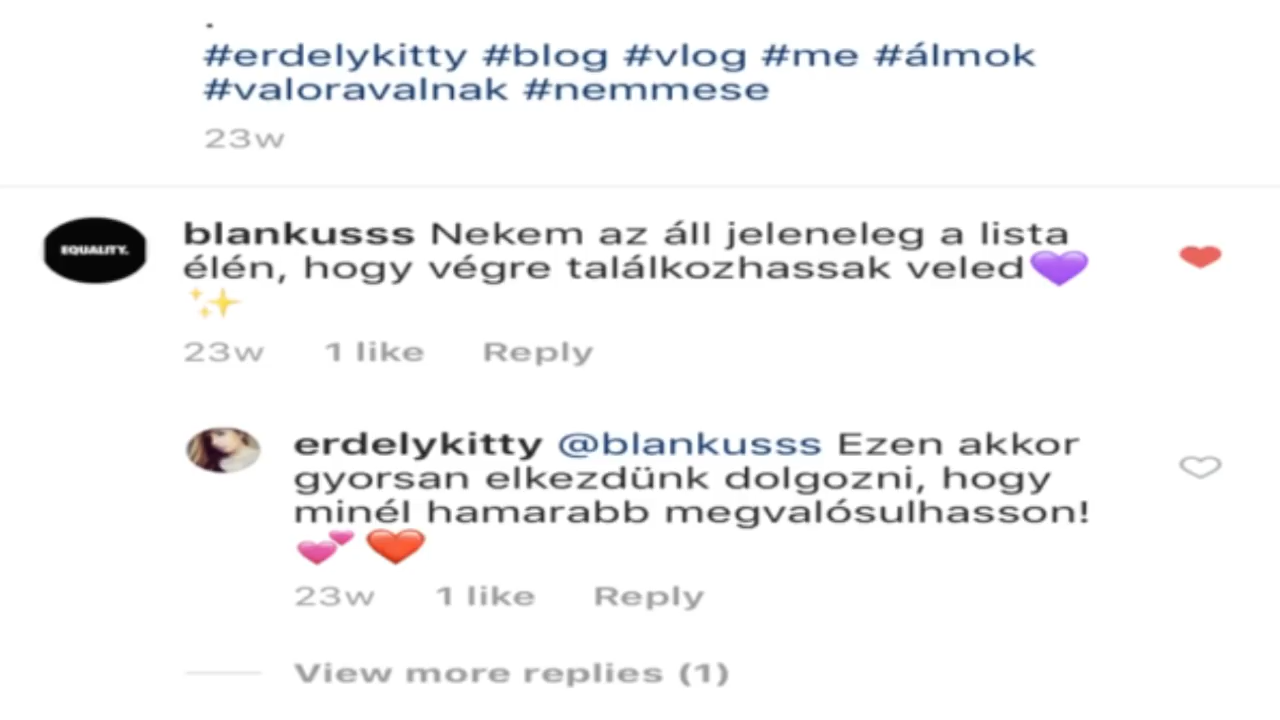 .
#erdelykitty #blog #vlog #me #álmok
#valoravalnak #nemmese
23w
EQUALITY.
blankusss Nekem az áll jeleneleg a lista
élén, hogy végre találkozhassak veled💜
✨
23w 1 like Reply
erdelykitty @blankusss Ezen akkor
gyorsan elkezdünk dolgozni, hogy
minél hamarabb megvalósulhasson!
💕 ❤️
23w 1 like Reply
View more replies (1)